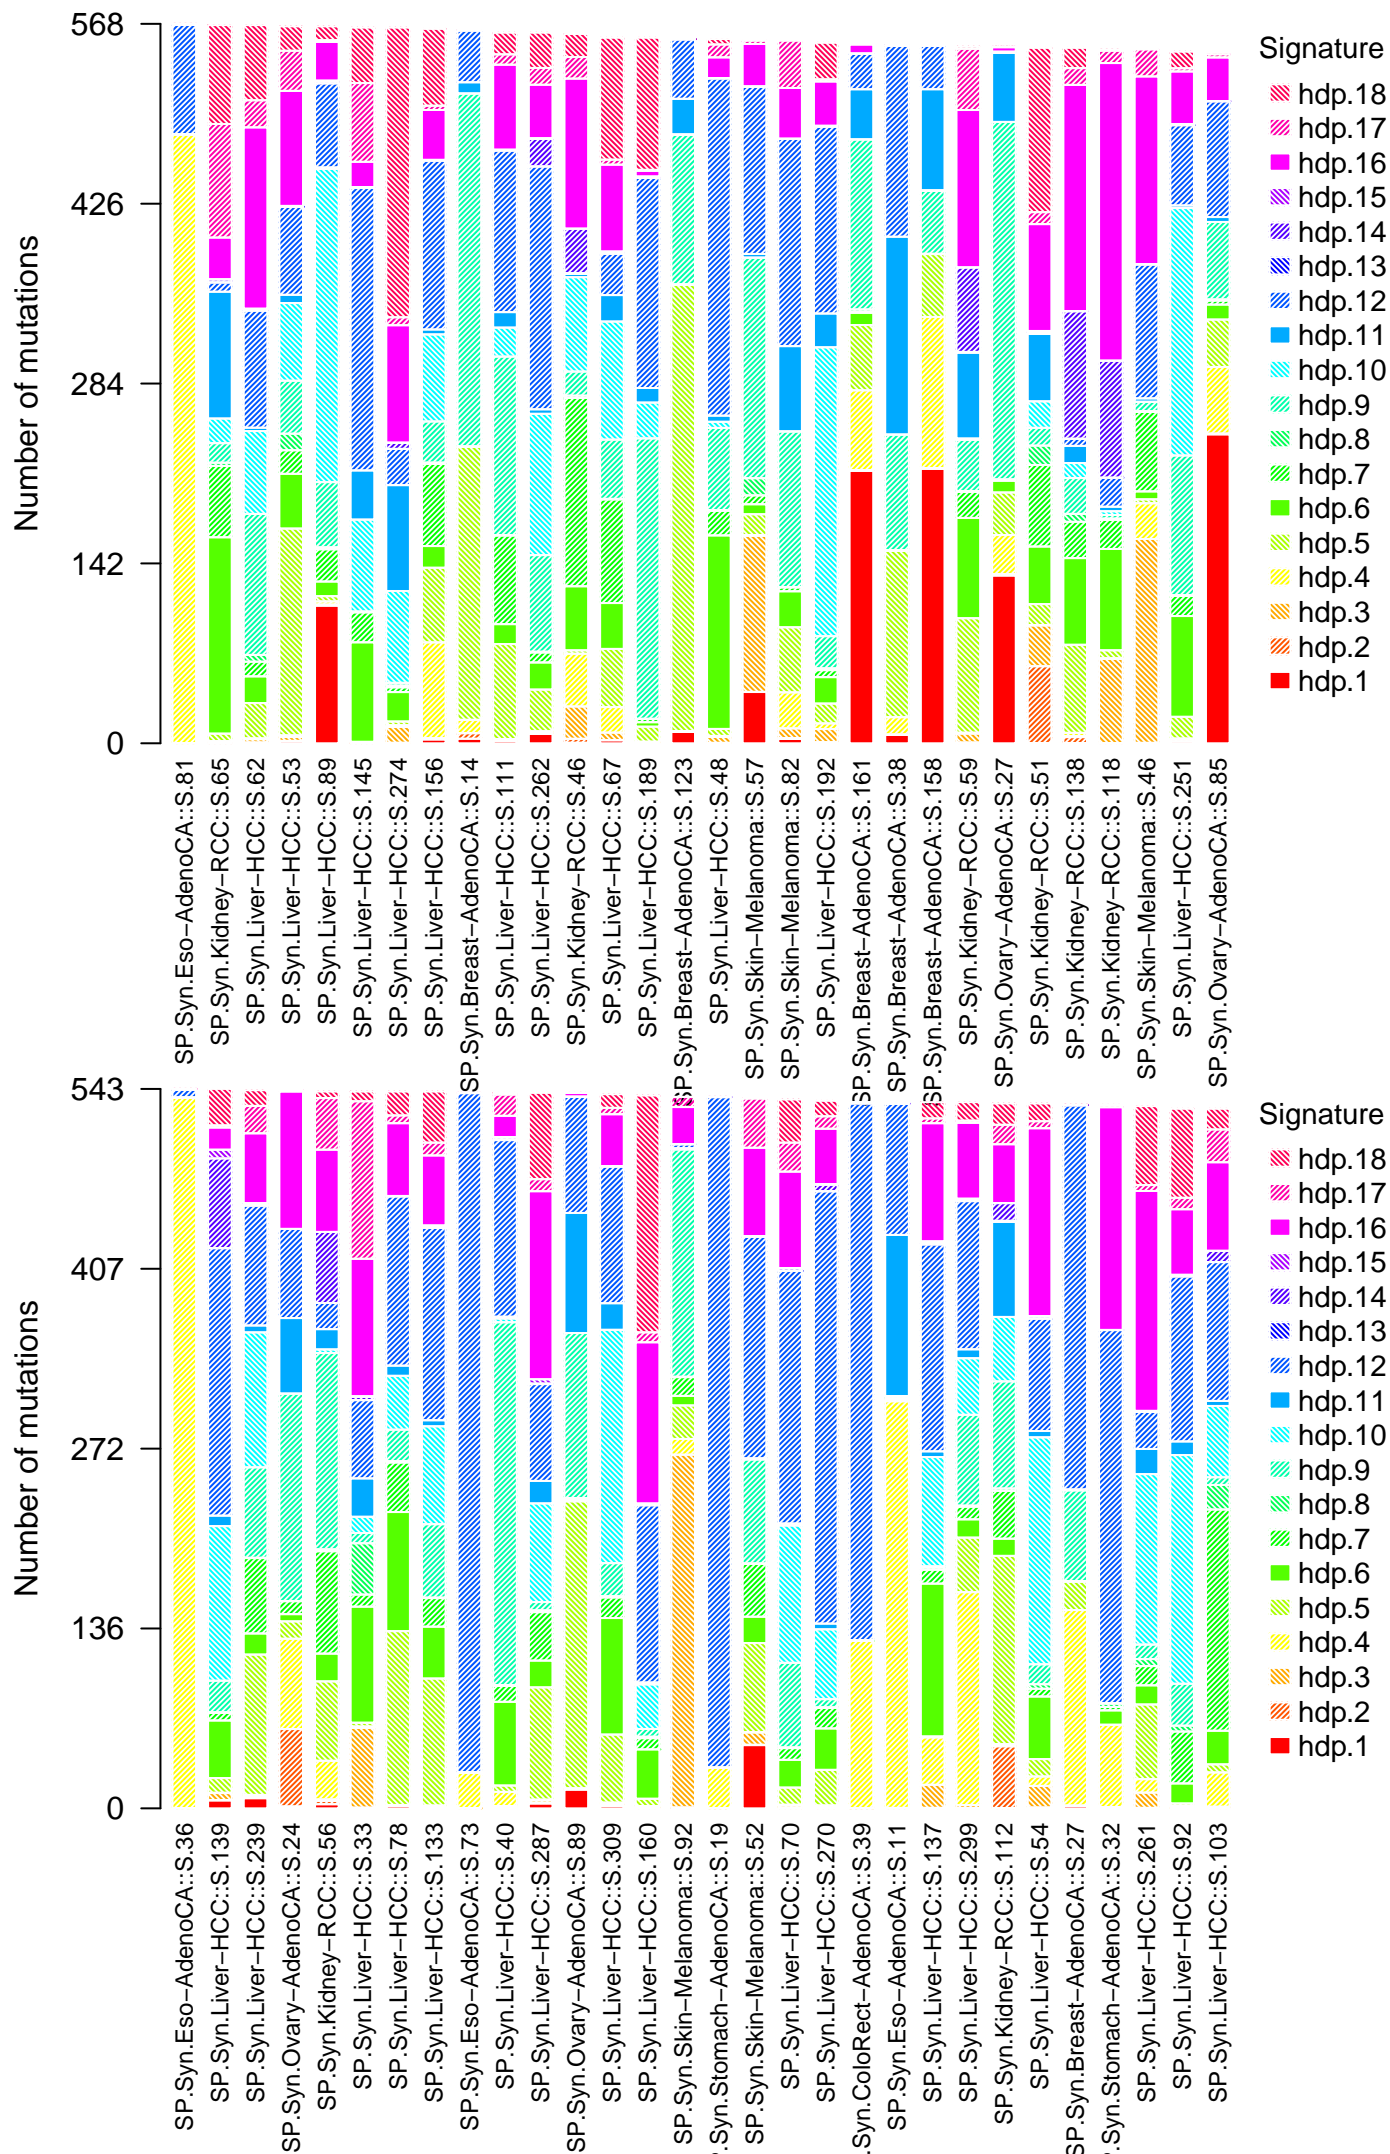 568
426
284
142
0
Number of mutations
SP.Syn.Eso−AdenoCA::S.81
SP.Syn.Kidney−RCC::S.65
SP.Syn.Liver−HCC::S.62
SP.Syn.Liver−HCC::S.53
SP.Syn.Liver−HCC::S.89
SP.Syn.Liver−HCC::S.145
SP.Syn.Liver−HCC::S.274
SP.Syn.Liver−HCC::S.156
SP.Syn.Breast−AdenoCA::S.14
SP.Syn.Liver−HCC::S.111
SP.Syn.Liver−HCC::S.262
SP.Syn.Kidney−RCC::S.46
SP.Syn.Liver−HCC::S.67
SP.Syn.Liver−HCC::S.189
SP.Syn.Breast−AdenoCA::S.123
SP.Syn.Liver−HCC::S.48
SP.Syn.Skin−Melanoma::S.57
SP.Syn.Skin−Melanoma::S.82
SP.Syn.Liver−HCC::S.192
SP.Syn.Breast−AdenoCA::S.161
SP.Syn.Breast−AdenoCA::S.38
SP.Syn.Breast−AdenoCA::S.158
SP.Syn.Kidney−RCC::S.59
SP.Syn.Ovary−AdenoCA::S.27
SP.Syn.Kidney−RCC::S.51
SP.Syn.Kidney−RCC::S.138
SP.Syn.Kidney−RCC::S.118
SP.Syn.Skin−Melanoma::S.46
SP.Syn.Liver−HCC::S.251
SP.Syn.Ovary−AdenoCA::S.85
Signature
hdp.18
hdp.17
hdp.16
hdp.15
hdp.14
hdp.13
hdp.12
hdp.11
hdp.10
hdp.9
hdp.8
hdp.7
hdp.6
hdp.5
hdp.4
hdp.3
hdp.2
hdp.1
543
407
272
136
0
Number of mutations
SP.Syn.Eso−AdenoCA::S.36
SP.Syn.Liver−HCC::S.139
SP.Syn.Liver−HCC::S.239
SP.Syn.Ovary−AdenoCA::S.24
SP.Syn.Kidney−RCC::S.56
SP.Syn.Liver−HCC::S.33
SP.Syn.Liver−HCC::S.78
SP.Syn.Liver−HCC::S.133
SP.Syn.Eso−AdenoCA::S.73
SP.Syn.Liver−HCC::S.40
SP.Syn.Liver−HCC::S.287
SP.Syn.Ovary−AdenoCA::S.89
SP.Syn.Liver−HCC::S.309
SP.Syn.Liver−HCC::S.160
SP.Syn.Skin−Melanoma::S.92
.Syn.Stomach−AdenoCA::S.19
SP.Syn.Skin−Melanoma::S.52
SP.Syn.Liver−HCC::S.70
SP.Syn.Liver−HCC::S.270
.Syn.ColoRect−AdenoCA::S.39
SP.Syn.Eso−AdenoCA::S.11
SP.Syn.Liver−HCC::S.137
SP.Syn.Liver−HCC::S.299
SP.Syn.Kidney−RCC::S.112
SP.Syn.Liver−HCC::S.54
SP.Syn.Breast−AdenoCA::S.27
.Syn.Stomach−AdenoCA::S.32
SP.Syn.Liver−HCC::S.261
SP.Syn.Liver−HCC::S.92
SP.Syn.Liver−HCC::S.103
Signature
hdp.18
hdp.17
hdp.16
hdp.15
hdp.14
hdp.13
hdp.12
hdp.11
hdp.10
hdp.9
hdp.8
hdp.7
hdp.6
hdp.5
hdp.4
hdp.3
hdp.2
hdp.1